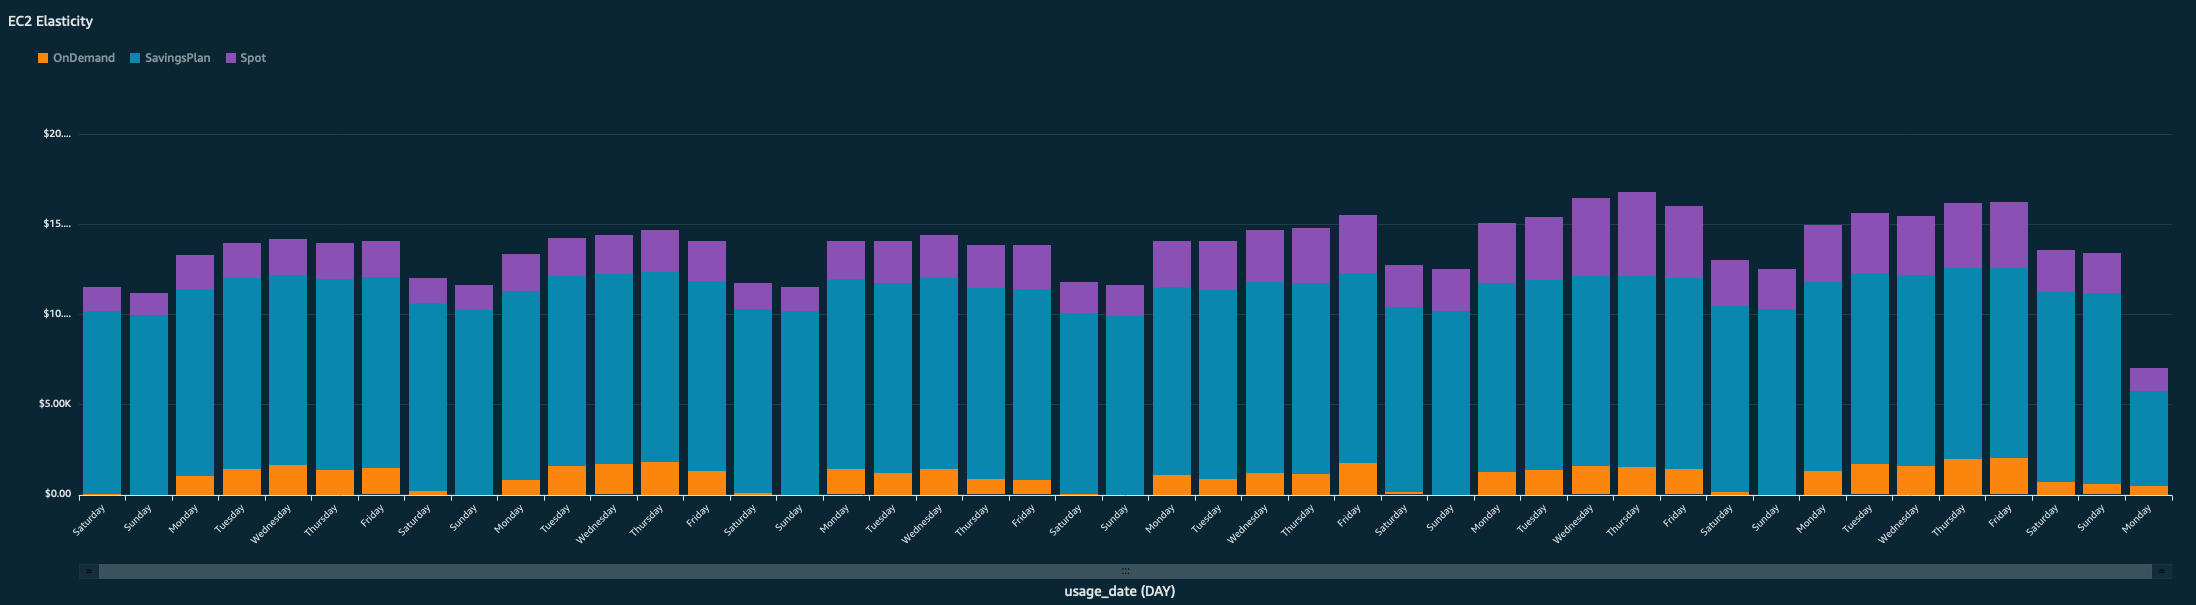 EC2 Elasticity
OnDemand SavingsPlan Spot
$20....
$15....
$10....
$5.00K
$0.00
Saturday Sunday Monday Tuesday Wednesday Thursday Friday Saturday Sunday Monday Tuesday Wednesday Thursday Friday Saturday Sunday Monday Tuesday Wednesday Thursday Friday Saturday Sunday Monday Tuesday Wednesday Thursday Friday Saturday Sunday Monday Tuesday Wednesday Thursday Friday Saturday Sunday Monday Tuesday Wednesday Thursday Friday Saturday Sunday Monday
usage_date (DAY)